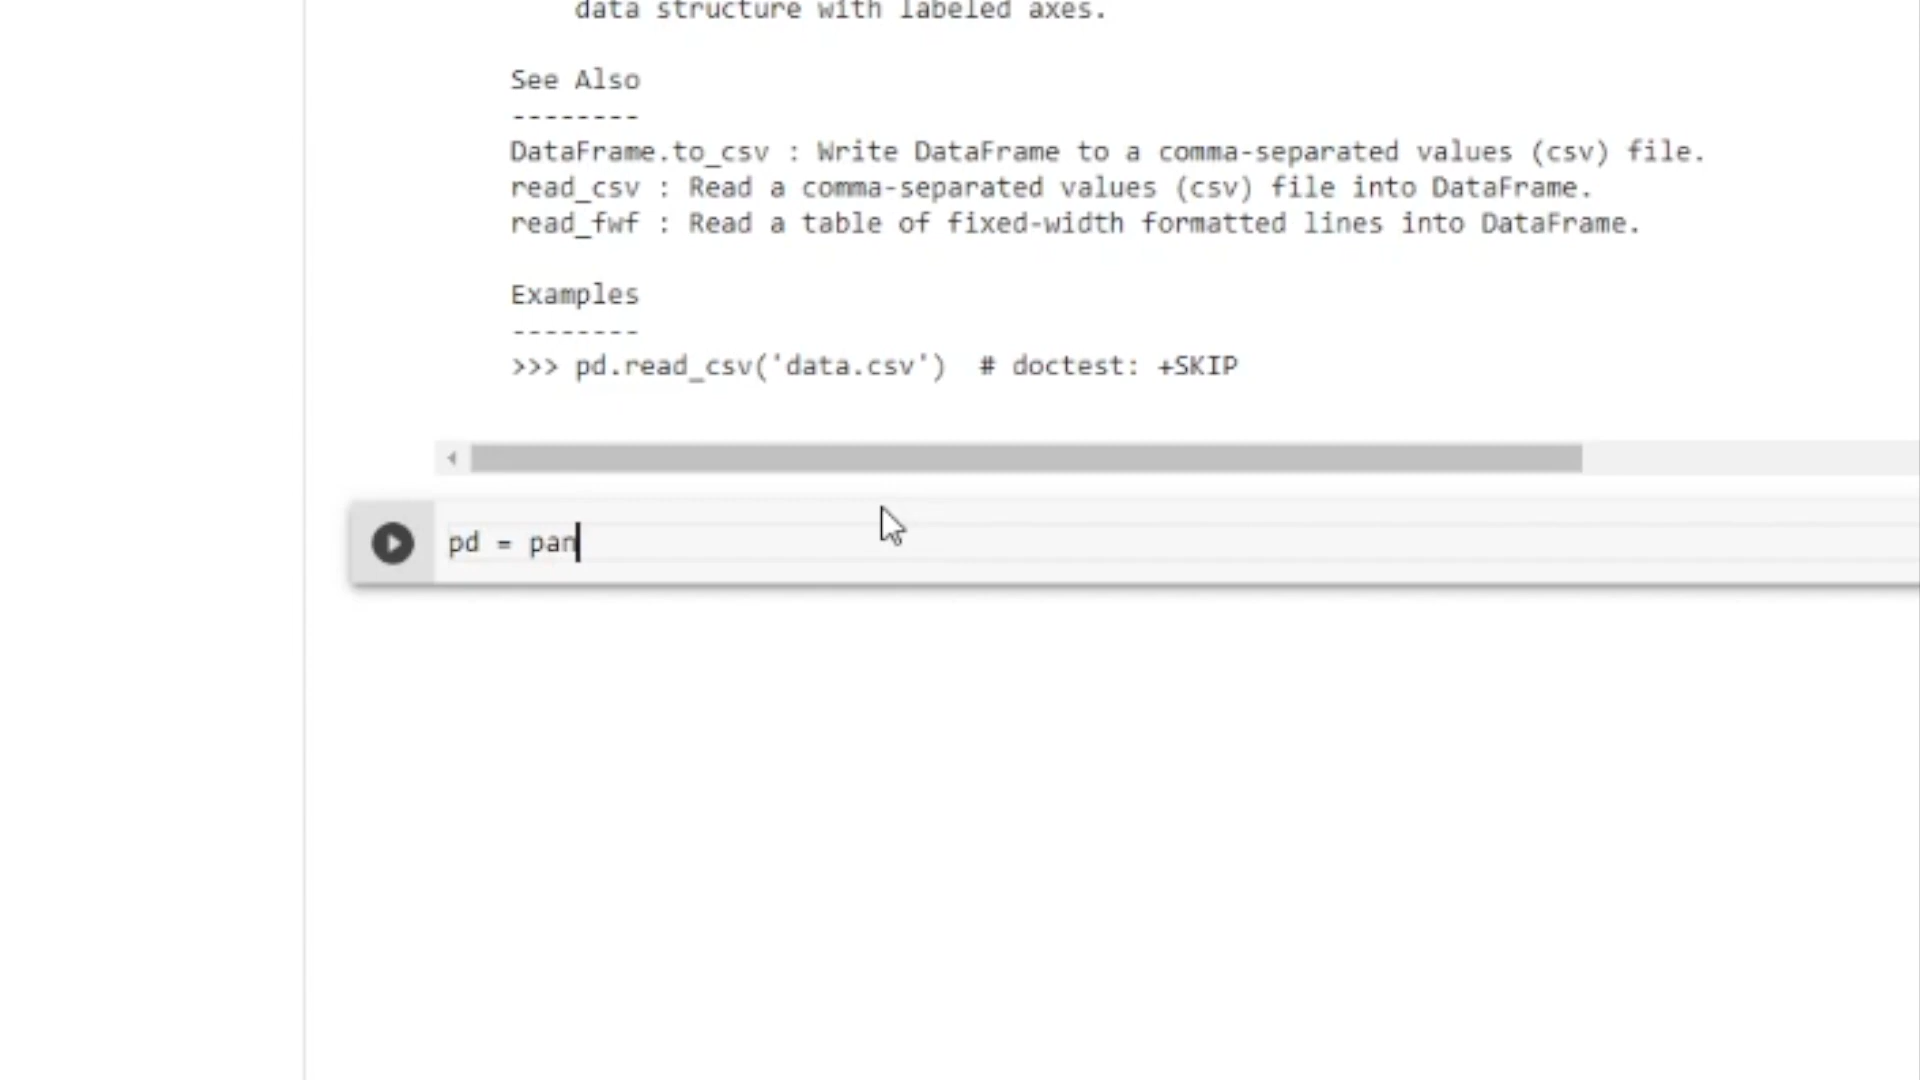 data structure with labeled axes.
See Also
--------
DataFrame.to_csv : Write DataFrame to a comma-separated values (csv) file.
read_csv : Read a comma-separated values (csv) file into DataFrame.
read_fwf : Read a table of fixed-width formatted lines into DataFrame.
Examples
--------
>>> pd.read_csv('data.csv')  # doctest: +SKIP
pd = pan